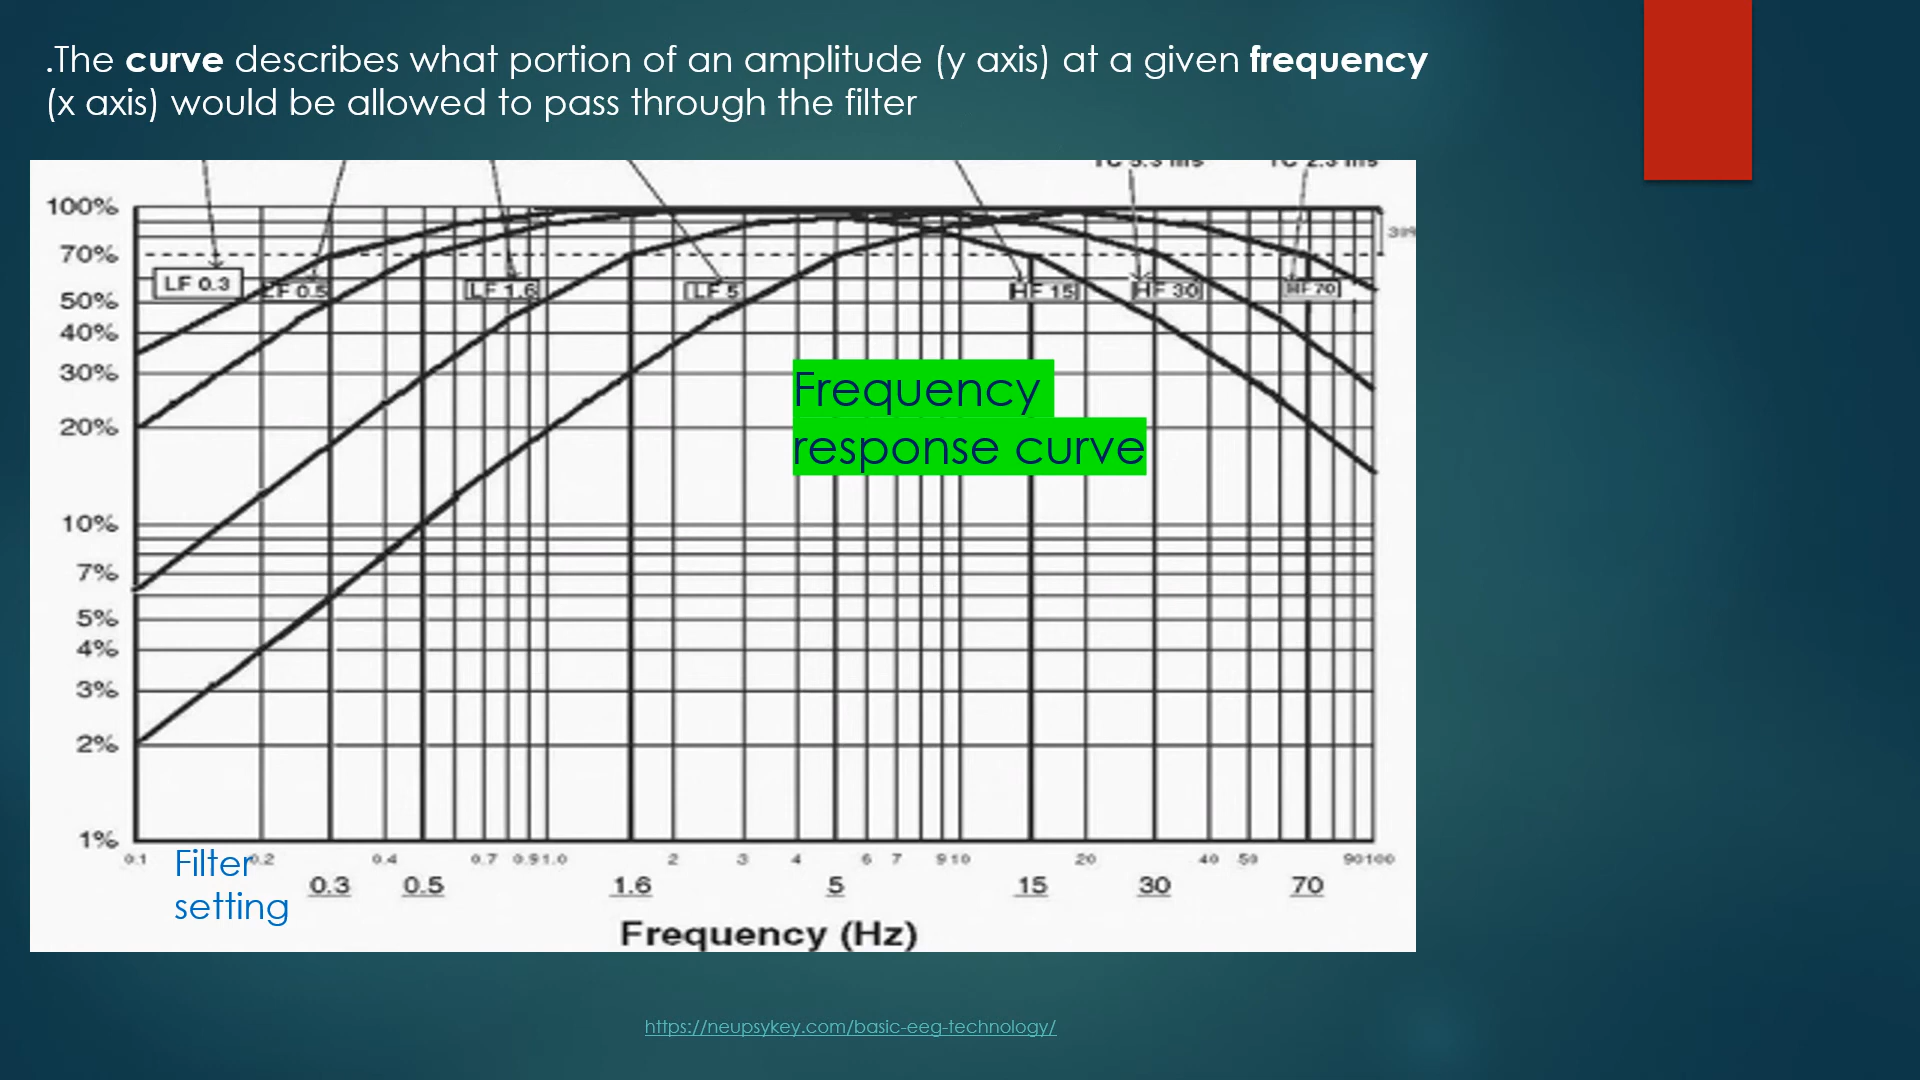 .The curve describes what portion of an amplitude (y axis) at a given frequency
(x axis) would be allowed to pass through the filter
100%
70%
LF 0.3
LF 0.5
LF 1.6
LF 5
HF 15
HF 30
HF 70
50%
40%
30%
Frequency
response curve
20%
10%
7%
5%
4%
3%
2%
1%
0.1 0.2 0.4 0.7 0.9 1.0 2 3 4 6 7 9 10 20 40 50 90 100
Filter
setting
0.3 0.5 1.6 5 15 30 70
Frequency (Hz)
https://neupsykey.com/basic-eeg-technology/